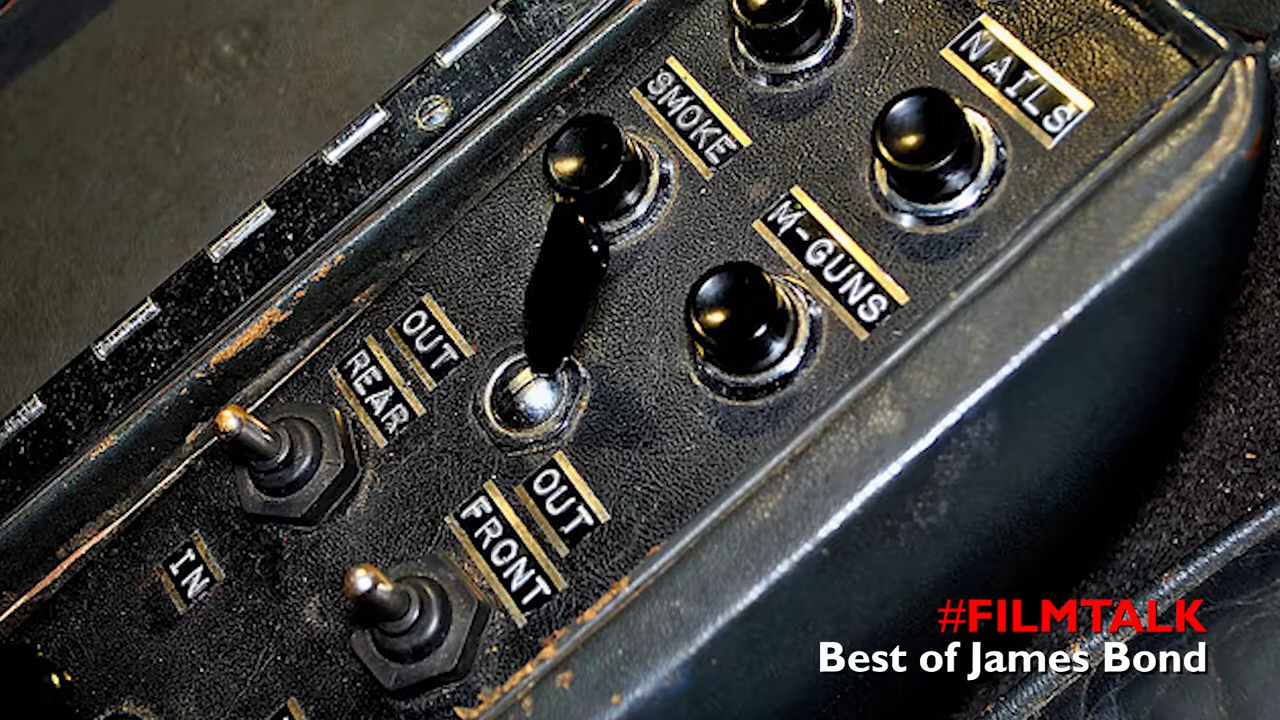 NAILS
SMOKE
M-GUNS
OUT
REAR
OUT
FRONT
IN
#FILMTALK
Best of James Bond